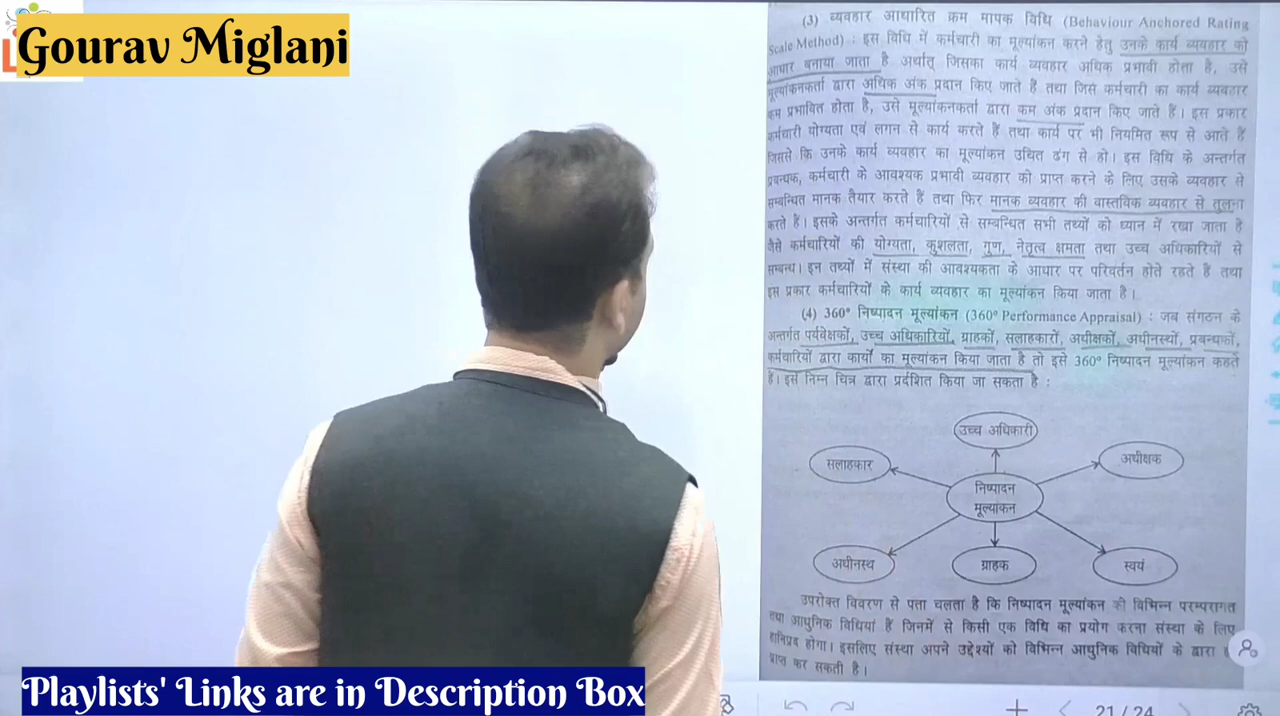 Gourav Miglani
(3) व्यवहार आधारित क्रम मापक विधि (Behaviour Anchored Rating
Scale Method) : इस विधि में कर्मचारी का मूल्यांकन करने हेतु उनके कार्य व्यवहार को
आधार बनाया जाता है अर्थात् जिसका कार्य व्यवहार अधिक प्रभावी होता है, उसे
मूल्यांकनकर्ता द्वारा अधिक अंक प्रदान किए जाते हैं तथा जिस कर्मचारी का कार्य व्यवहार
कम प्रभावित होता है, उसे मूल्यांकनकर्ता द्वारा कम अंक प्रदान किए जाते हैं। इस प्रकार
कर्मचारी योग्यता एवं लगन से कार्य करते हैं तथा कार्य पर भी नियमित रूप से आते हैं
जिससे कि उनके कार्य व्यवहार का मूल्यांकन उचित ढंग से हो। इस विधि के अन्तर्गत
प्रबन्धक, कर्मचारी के आवश्यक प्रभावी व्यवहार को प्राप्त करने के लिए उसके व्यवहार से
सम्बन्धित मानक तैयार करते हैं तथा फिर मानक व्यवहार की वास्तविक व्यवहार से तुलना
करते हैं। इसके अन्तर्गत कर्मचारियों से सम्बन्धित सभी तथ्यों को ध्यान में रखा जाता है
जैसे कर्मचारियों की योग्यता, कुशलता, गुण, नेतृत्व क्षमता तथा उच्च अधिकारियों से
सम्बन्ध। इन तथ्यों में संस्था की आवश्यकता के आधार पर परिवर्तन होते रहते हैं तथा
इस प्रकार कर्मचारियों के कार्य व्यवहार का मूल्यांकन किया जाता है।
(4) 360° निष्पादन मूल्यांकन (360° Performance Appraisal) : जब संगठन के
अन्तर्गत पर्यवेक्षकों, उच्च अधिकारियों, ग्राहकों, सलाहकारों, अधीक्षकों, अधीनस्थों, प्रबन्धकों,
कर्मचारियों द्वारा कार्यों का मूल्यांकन किया जाता है तो इसे 360° निष्पादन मूल्यांकन कहते
हैं। इसे निम्न चित्र द्वारा प्रर्दशित किया जा सकता है :
उच्च अधिकारी
सलाहकार
अधीक्षक
निष्पादन
मूल्यांकन
अधीनस्थ
ग्राहक
स्वयं
उपरोक्त विवरण से पता चलता है कि निष्पादन मूल्यांकन की विभिन्न परम्परागत
तथा आधुनिक विधियां हैं जिनमें से किसी एक विधि का प्रयोग करना संस्था के लिए
हानिप्रद होगा। इसलिए संस्था अपने उद्देश्यों को विभिन्न आधुनिक विधियों के द्वारा
प्राप्त कर सकती है।
Playlists' Links are in Description Box
21 / 24